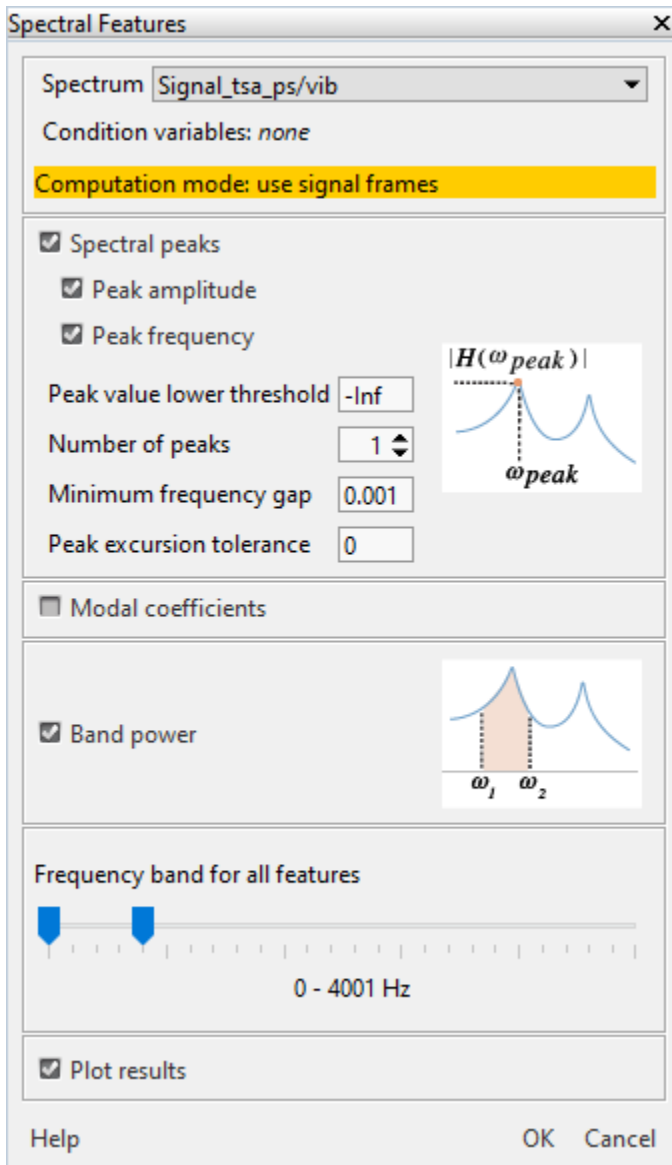 Spectral Features
Spectrum Signal_tsa_ps/vib
Condition variables: none
Computation mode: use signal frames
Spectral peaks
Peak amplitude
Peak frequency
|H(ωpeak)|
ωpeak
Peak value lower threshold -Inf
Number of peaks 1
Minimum frequency gap 0.001
Peak excursion tolerance 0
Modal coefficients
Band power
ω1 ω2
Frequency band for all features
0 - 4001 Hz
Plot results
Help OK Cancel